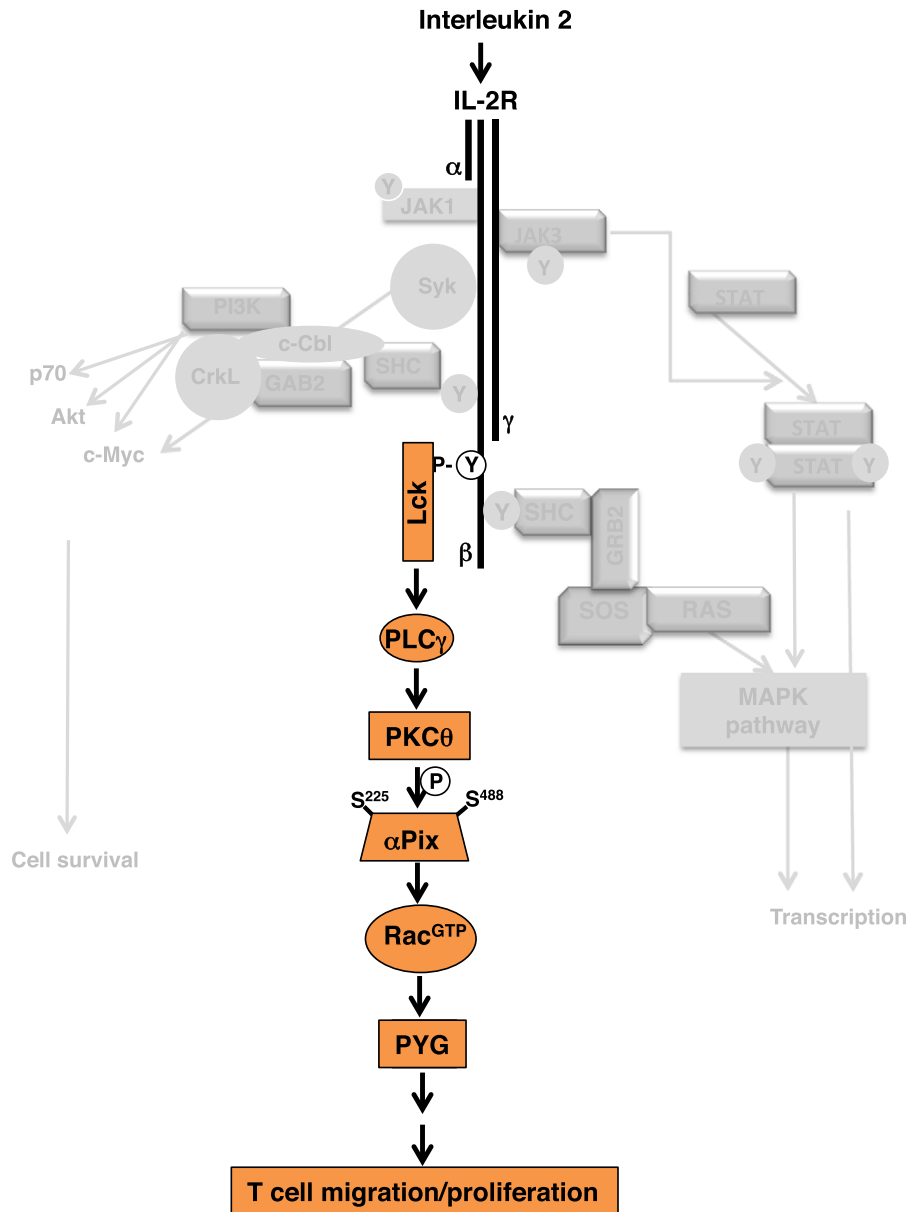 Interleukin 2
IL-2R
α
Y
JAK1
JAK3
Y
Syk
STAT
PI3K
c-Cbl
SHC
p70
CrkL
GAB2
Y
Akt
γ
STAT
c-Myc
P-
Y
Y
STAT
Y
Lck
Y
SHC
GRB2
β
SOS
RAS
PLCγ
MAPK
pathway
PKCθ
P
S²²⁵
S⁴⁸⁸
αPix
Cell survival
Transcription
Racᴳᵀᴾ
PYG
T cell migration/proliferation